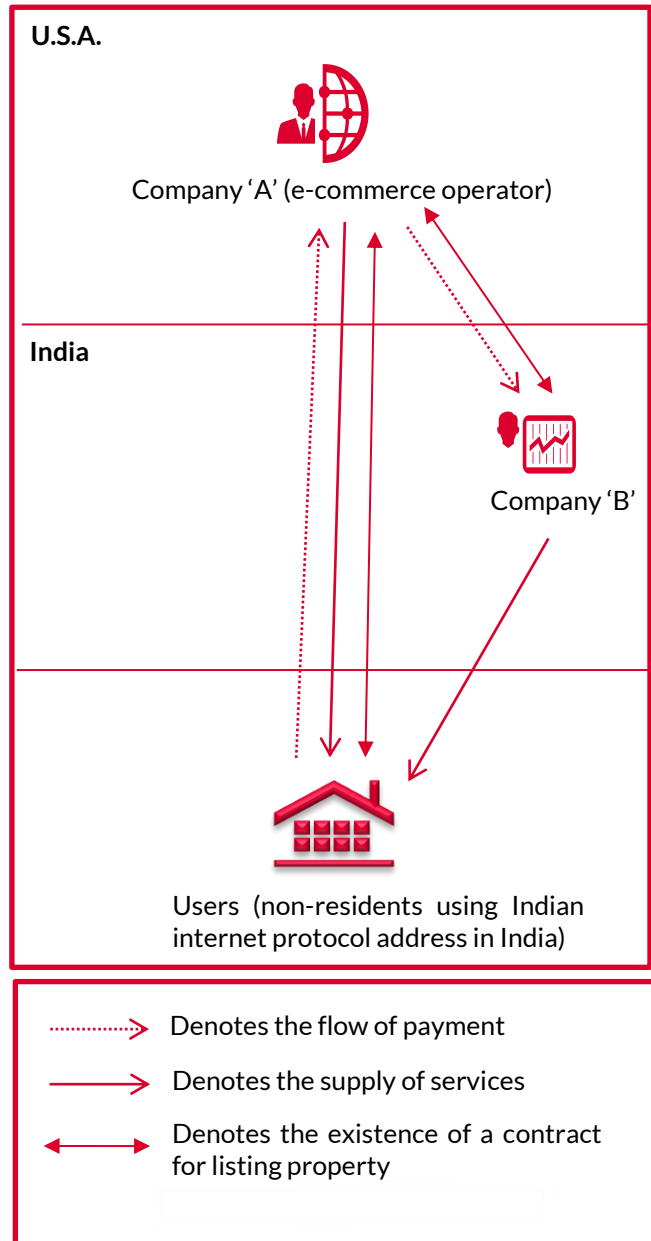 U.S.A.
Company ‘A’ (e-commerce operator)
India
Company ‘B’
Users (non-residents using Indian
internet protocol address in India)
Denotes the flow of payment
Denotes the supply of services
Denotes the existence of a contract
for listing property